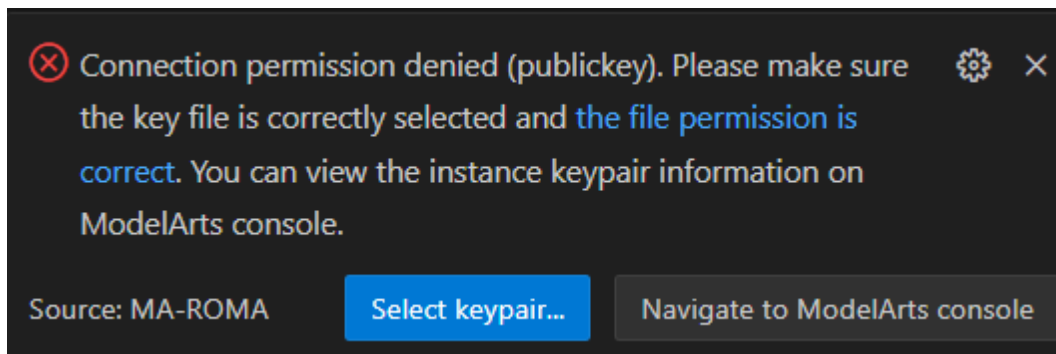 Connection permission denied (publickey). Please make sure
the key file is correctly selected and the file permission is
correct. You can view the instance keypair information on
ModelArts console.
Source: MA-ROMA
Select keypair...
Navigate to ModelArts console